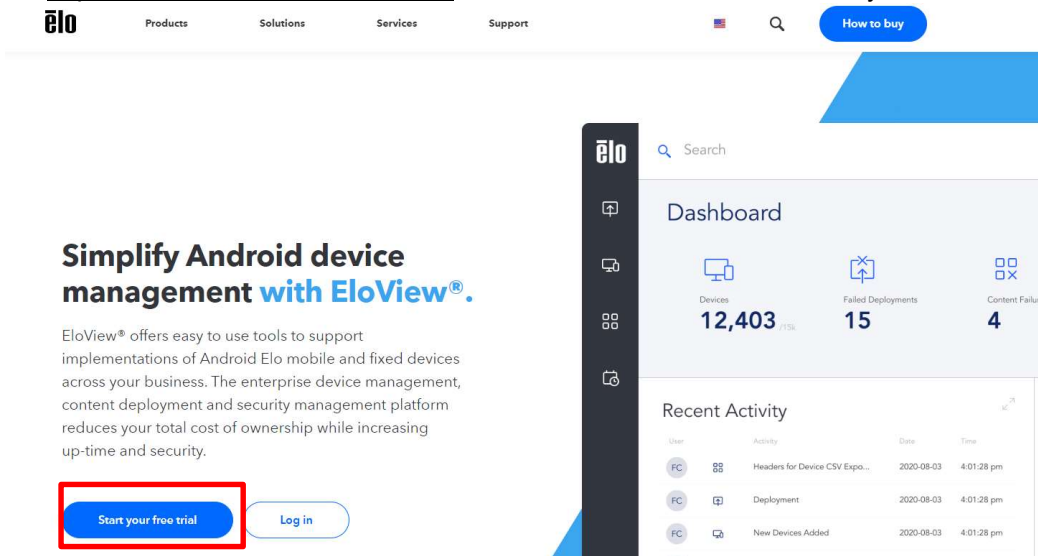 ēlo
Products
Solutions
Services
Support
How to buy
Simplify Android device
management with EloView®.
EloView® offers easy to use tools to support
implementations of Android Elo mobile and fixed devices
across your business. The enterprise device management,
content deployment and security management platform
reduces your total cost of ownership while increasing
up-time and security.
Start your free trial
Log in
ēlo
Search
Dashboard
Devices
12,403 /15k
Failed Deployments
15
Content Failu
4
Recent Activity
User Activity Date Time
FC Headers for Device CSV Expo... 2020-08-03 4:01:28 pm
FC Deployment 2020-08-03 4:01:28 pm
FC New Devices Added 2020-08-03 4:01:28 pm